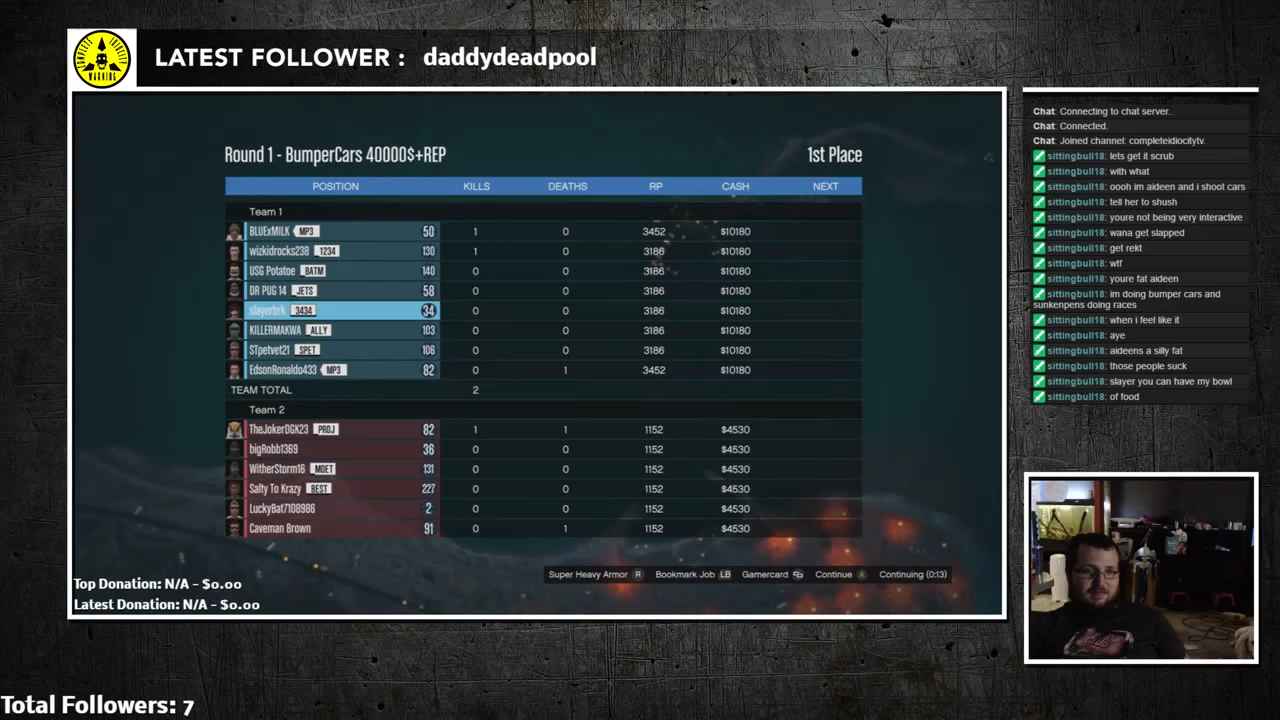 LATEST FOLLOWER : daddydeadpool
COMPLETE IDIOCITY
WARNING
Round 1 - BumperCars 40000$+REP 1st Place
POSITION KILLS DEATHS RP CASH NEXT
Team 1
BLUExMILK MP3 50 1 0 3452 $10180
wizkidrocks238 1234 130 1 0 3186 $10180
USG Potatoe BATM 140 0 0 3186 $10180
DR PUG 14 JETS 58 0 0 3186 $10180
slayerbrk 3434 34 0 0 3186 $10180
KILLERMAKWA ALLY 103 0 0 3186 $10180
STpetvet21 SPET 106 0 0 3186 $10180
EdsonRonaldo433 MP3 82 0 1 3452 $10180
TEAM TOTAL 2
Team 2
TheJokerDGK23 PROJ 82 1 1 1152 $4530
bigRobb1369 36 0 0 1152 $4530
WitherStorm16 MOET 131 0 0 1152 $4530
Salty To Krazy BEST 227 0 0 1152 $4530
LuckyBat7108986 2 0 0 1152 $4530
Caveman Brown 91 0 1 1152 $4530
Super Heavy Armor R Bookmark Job LB Gamercard Continue A Continuing (0:13)
Top Donation: N/A - $0.00
Latest Donation: N/A - $0.00
Total Followers: 7
Chat: Connecting to chat server..
Chat: Connected.
Chat: Joined channel: completeidiocitytv.
sittingbull18: lets get it scrub
sittingbull18: with what
sittingbull18: oooh im aideen and i shoot cars
sittingbull18: tell her to shush
sittingbull18: youre not being very interactive
sittingbull18: wana get slapped
sittingbull18: get rekt
sittingbull18: wtf
sittingbull18: youre fat aideen
sittingbull18: im doing bumper cars and
sunkenpens doing races
sittingbull18: when i feel like it
sittingbull18: aye
sittingbull18: aideens a silly fat
sittingbull18: those people suck
sittingbull18: slayer you can have my bowl
sittingbull18: of food